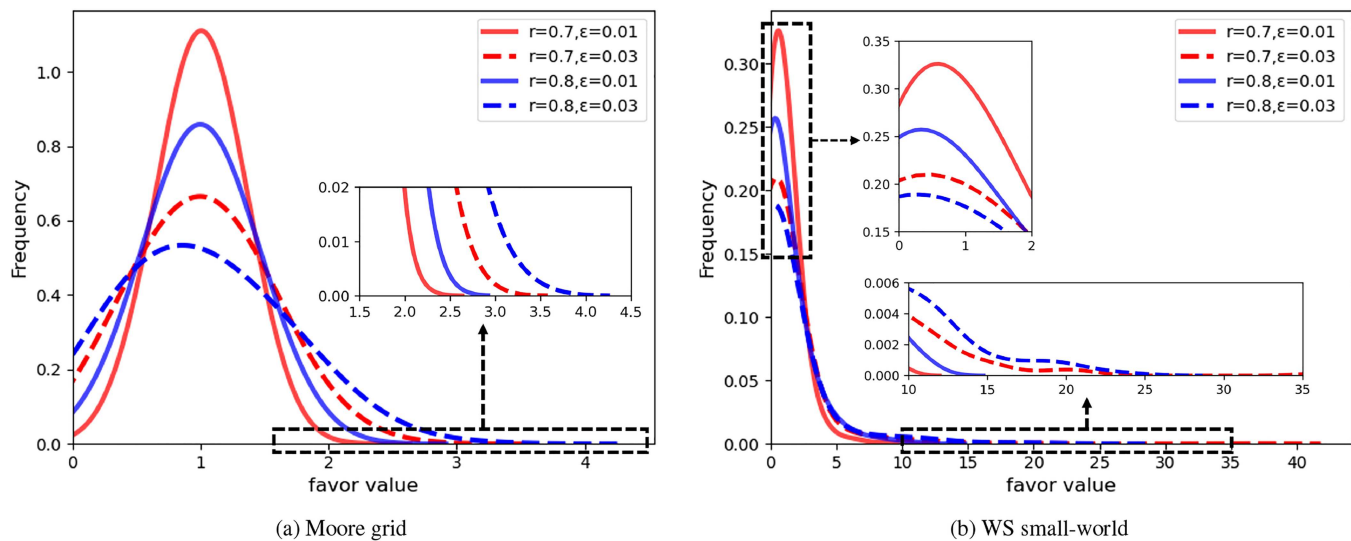 r=0.7,ε=0.01
r=0.7,ε=0.03
r=0.8,ε=0.01
r=0.8,ε=0.03
Frequency
1.0
0.8
0.6
0.4
0.2
0.0
0 1 2 3 4
favor value
0.02
0.01
0.00
1.5 2.0 2.5 3.0 3.5 4.0 4.5
(a) Moore grid
r=0.7,ε=0.01
r=0.7,ε=0.03
r=0.8,ε=0.01
r=0.8,ε=0.03
Frequency
0.30
0.25
0.20
0.15
0.10
0.05
0.00
0 5 10 15 20 25 30 35 40
favor value
0.35
0.30
0.25
0.20
0.15
0 1 2
0.006
0.004
0.002
0.000
10 15 20 25 30 35
(b) WS small-world